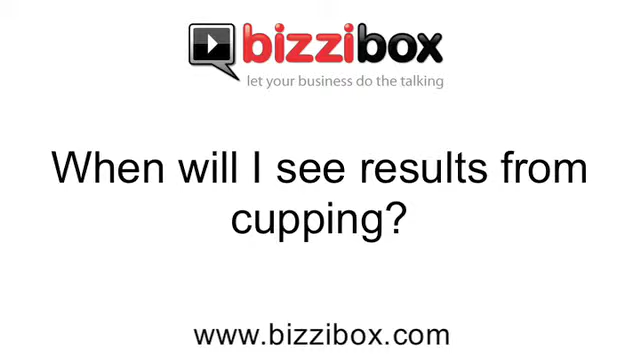 bizzibox
let your business do the talking
When will I see results from
cupping?
www.bizzibox.com